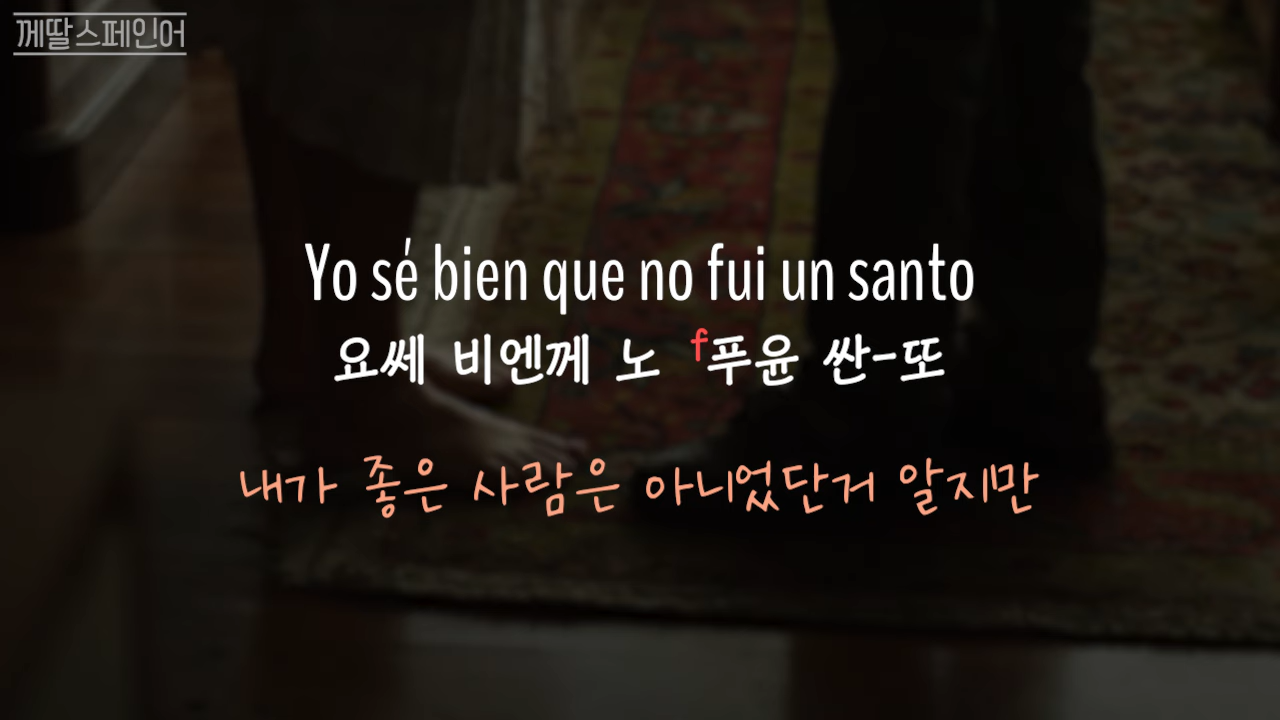 께딸스페인어
Yo sé bien que no fui un santo
요쎄 비엔께 노 f푸윤 싼-또
내가 좋은 사람은 아니었단거 알지만